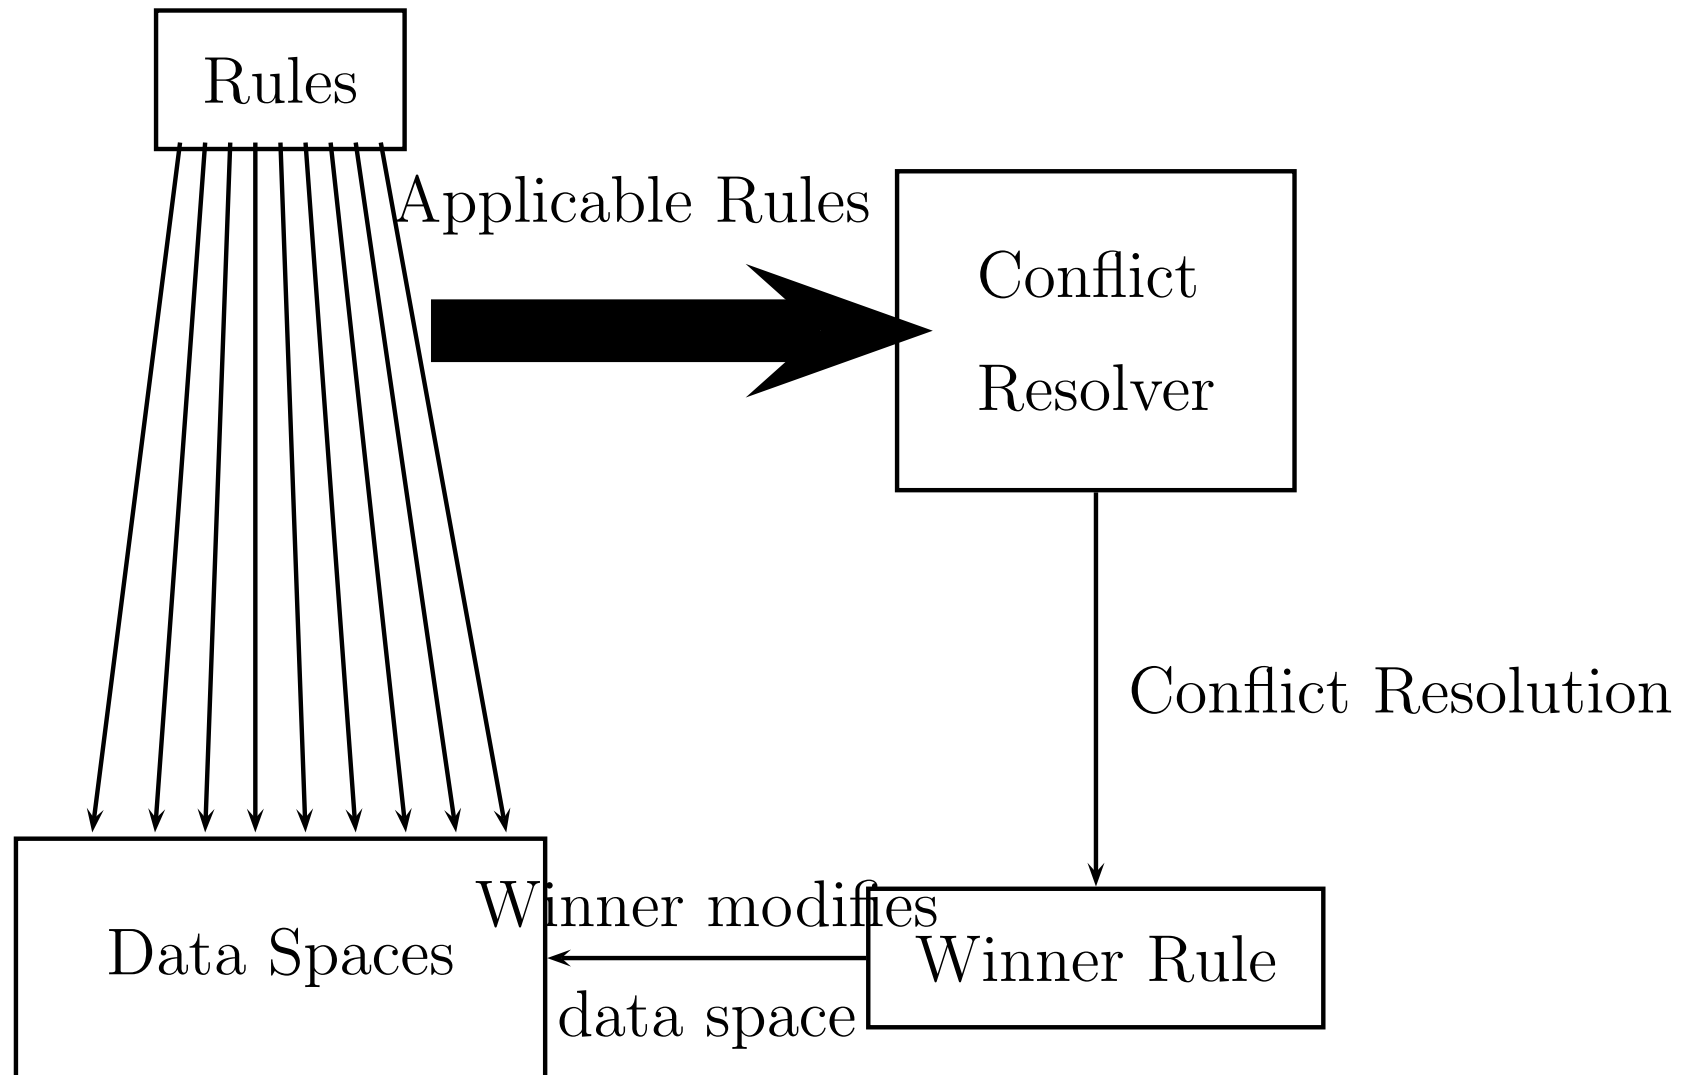 Rules
Applicable Rules
Conflict
Resolver
Conflict Resolution
Winner modifies
Data Spaces
Winner Rule
data space